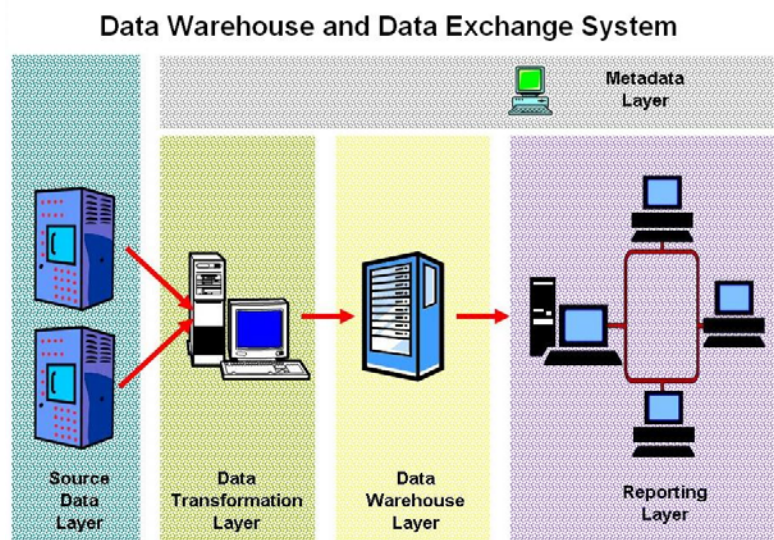 Data Warehouse and Data Exchange System
Metadata
Layer
Source
Data
Layer
Data
Transformation
Layer
Data
Warehouse
Layer
Reporting
Layer